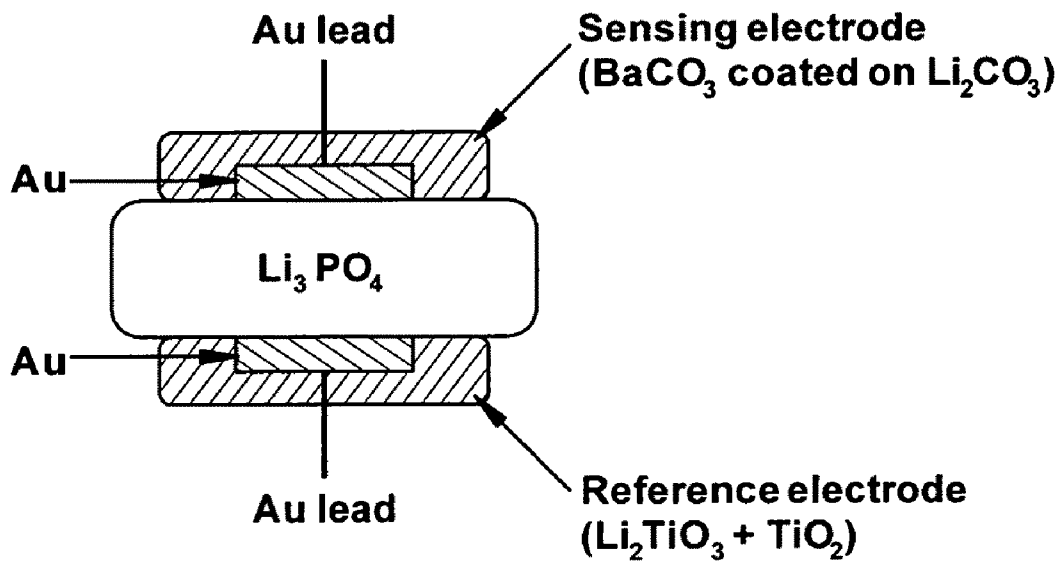 Au lead
Sensing electrode
(BaCO₃ coated on Li₂CO₃)
Au
Li₃ PO₄
Au
Au lead
Reference electrode
(Li₂TiO₃ + TiO₂)